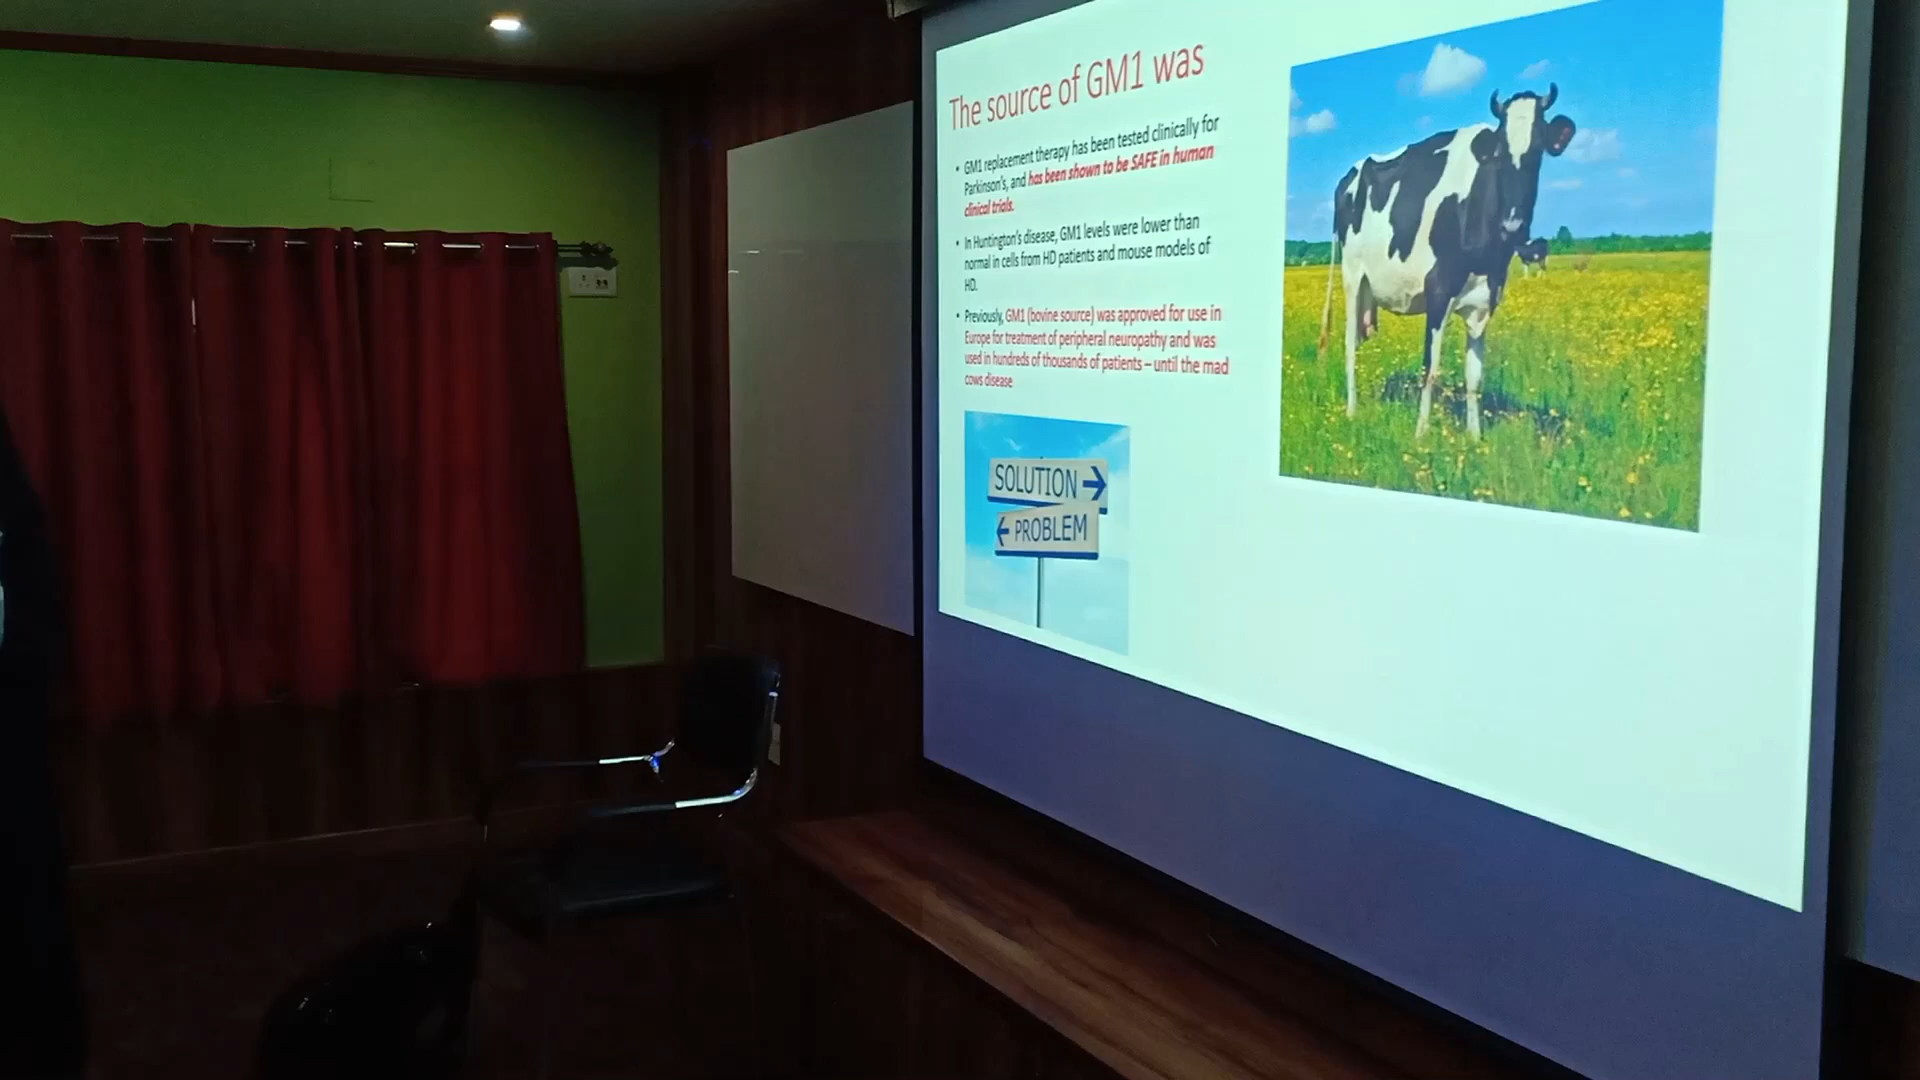 The source of GM1 was
• GM1 replacement therapy has been tested clinically for
Parkinson's, and has been shown to be SAFE in human
clinical trials.
• In Huntington's disease, GM1 levels were lower than
normal in cells from HD patients and mouse models of
HD.
• Previously, GM1 (bovine source) was approved for use in
Europe for treatment of peripheral neuropathy and was
used in hundreds of thousands of patients – until the mad
cows disease
SOLUTION →
← PROBLEM